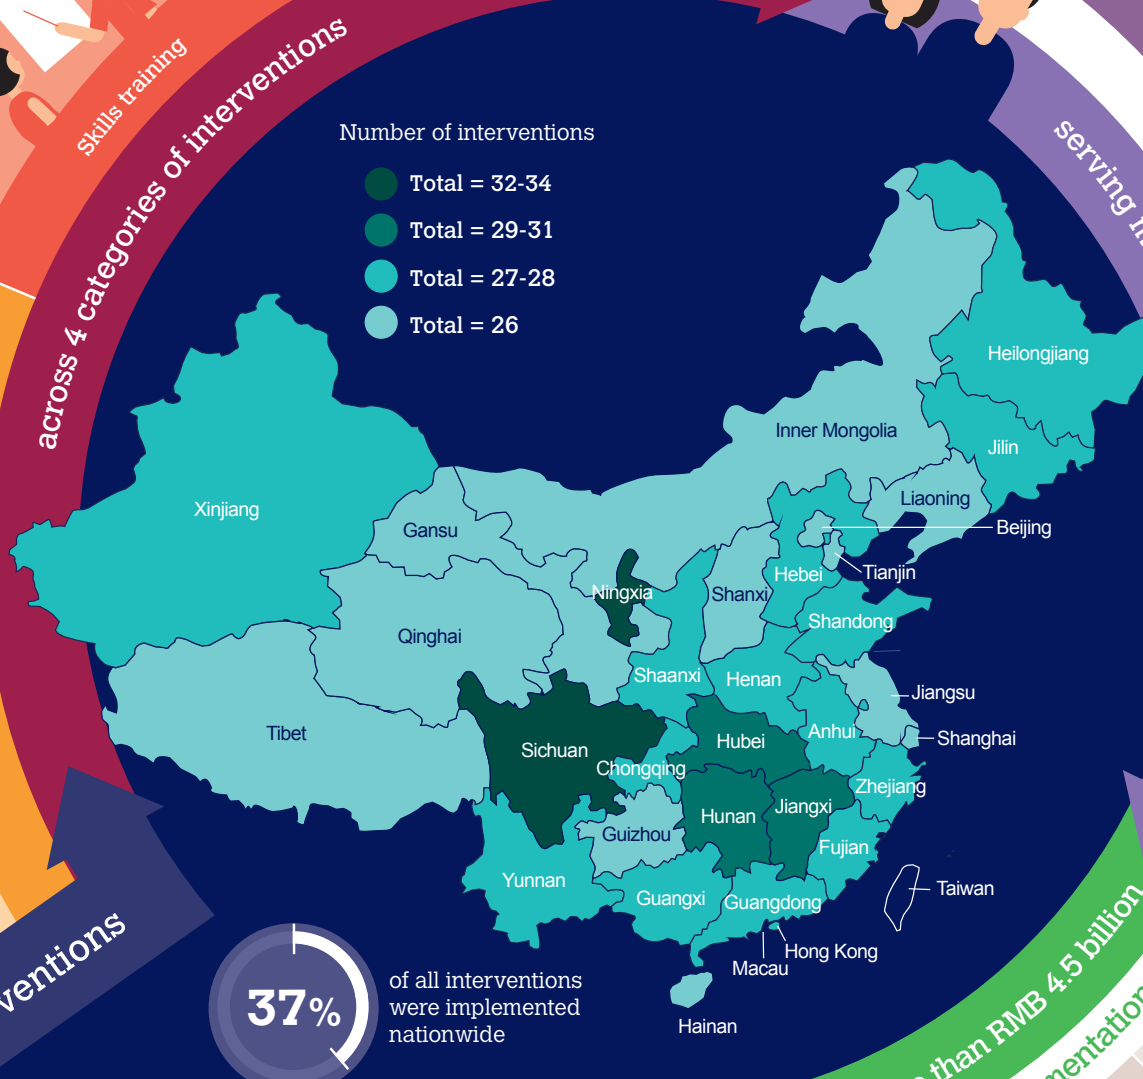 Skills training
across 4 categories of interventions
serving
Number of interventions
Total = 32-34
Total = 29-31
Total = 27-28
Total = 26
Heilongjiang
Inner Mongolia
Jilin
Liaoning
Xinjiang
Gansu
Beijing
Tianjin
Hebei
Ningxia
Shanxi
Shandong
Qinghai
Shaanxi
Henan
Jiangsu
Tibet
Anhui
Shanghai
Sichuan
Hubei
Chongqing
Zhejiang
Hunan
Jiangxi
Guizhou
Fujian
Yunnan
Guangxi
Guangdong
Taiwan
Hong Kong
Macau
Hainan
ventions
37%
of all interventions
were implemented
nationwide
than RMB 4.5 billion
mentation